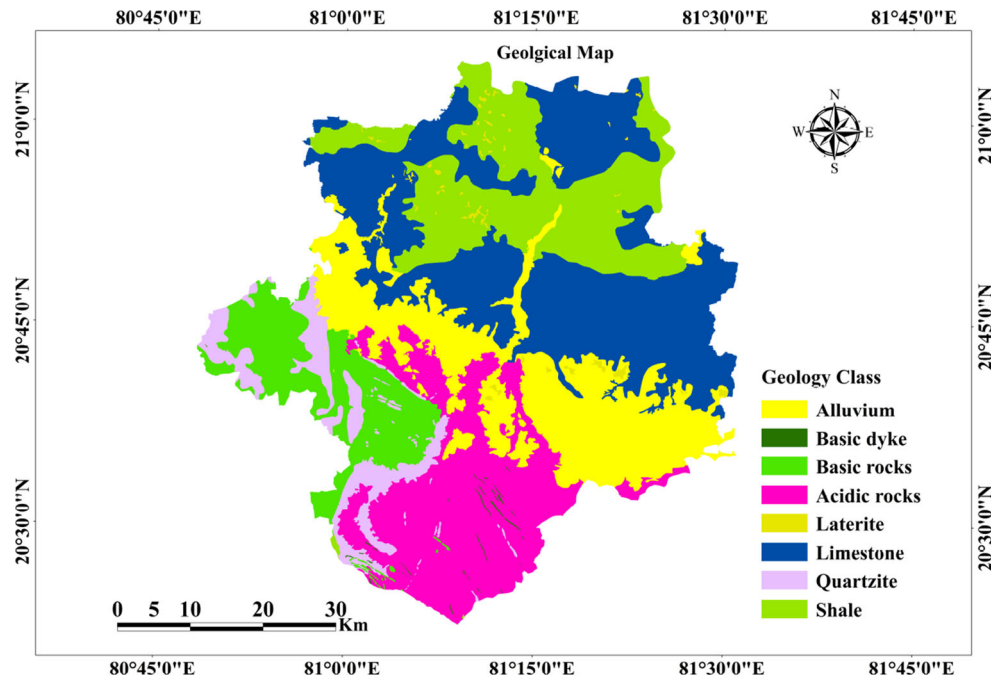 80°45'0"E 81°0'0"E 81°15'0"E 81°30'0"E 81°45'0"E
Geolgical Map
N
W E
S
21°0'0"N 21°0'0"N
20°45'0"N 20°45'0"N
20°30'0"N 20°30'0"N
Geology Class
Alluvium
Basic dyke
Basic rocks
Acidic rocks
Laterite
Limestone
Quartzite
Shale
0 5 10 20 30
Km
80°45'0"E 81°0'0"E 81°15'0"E 81°30'0"E 81°45'0"E